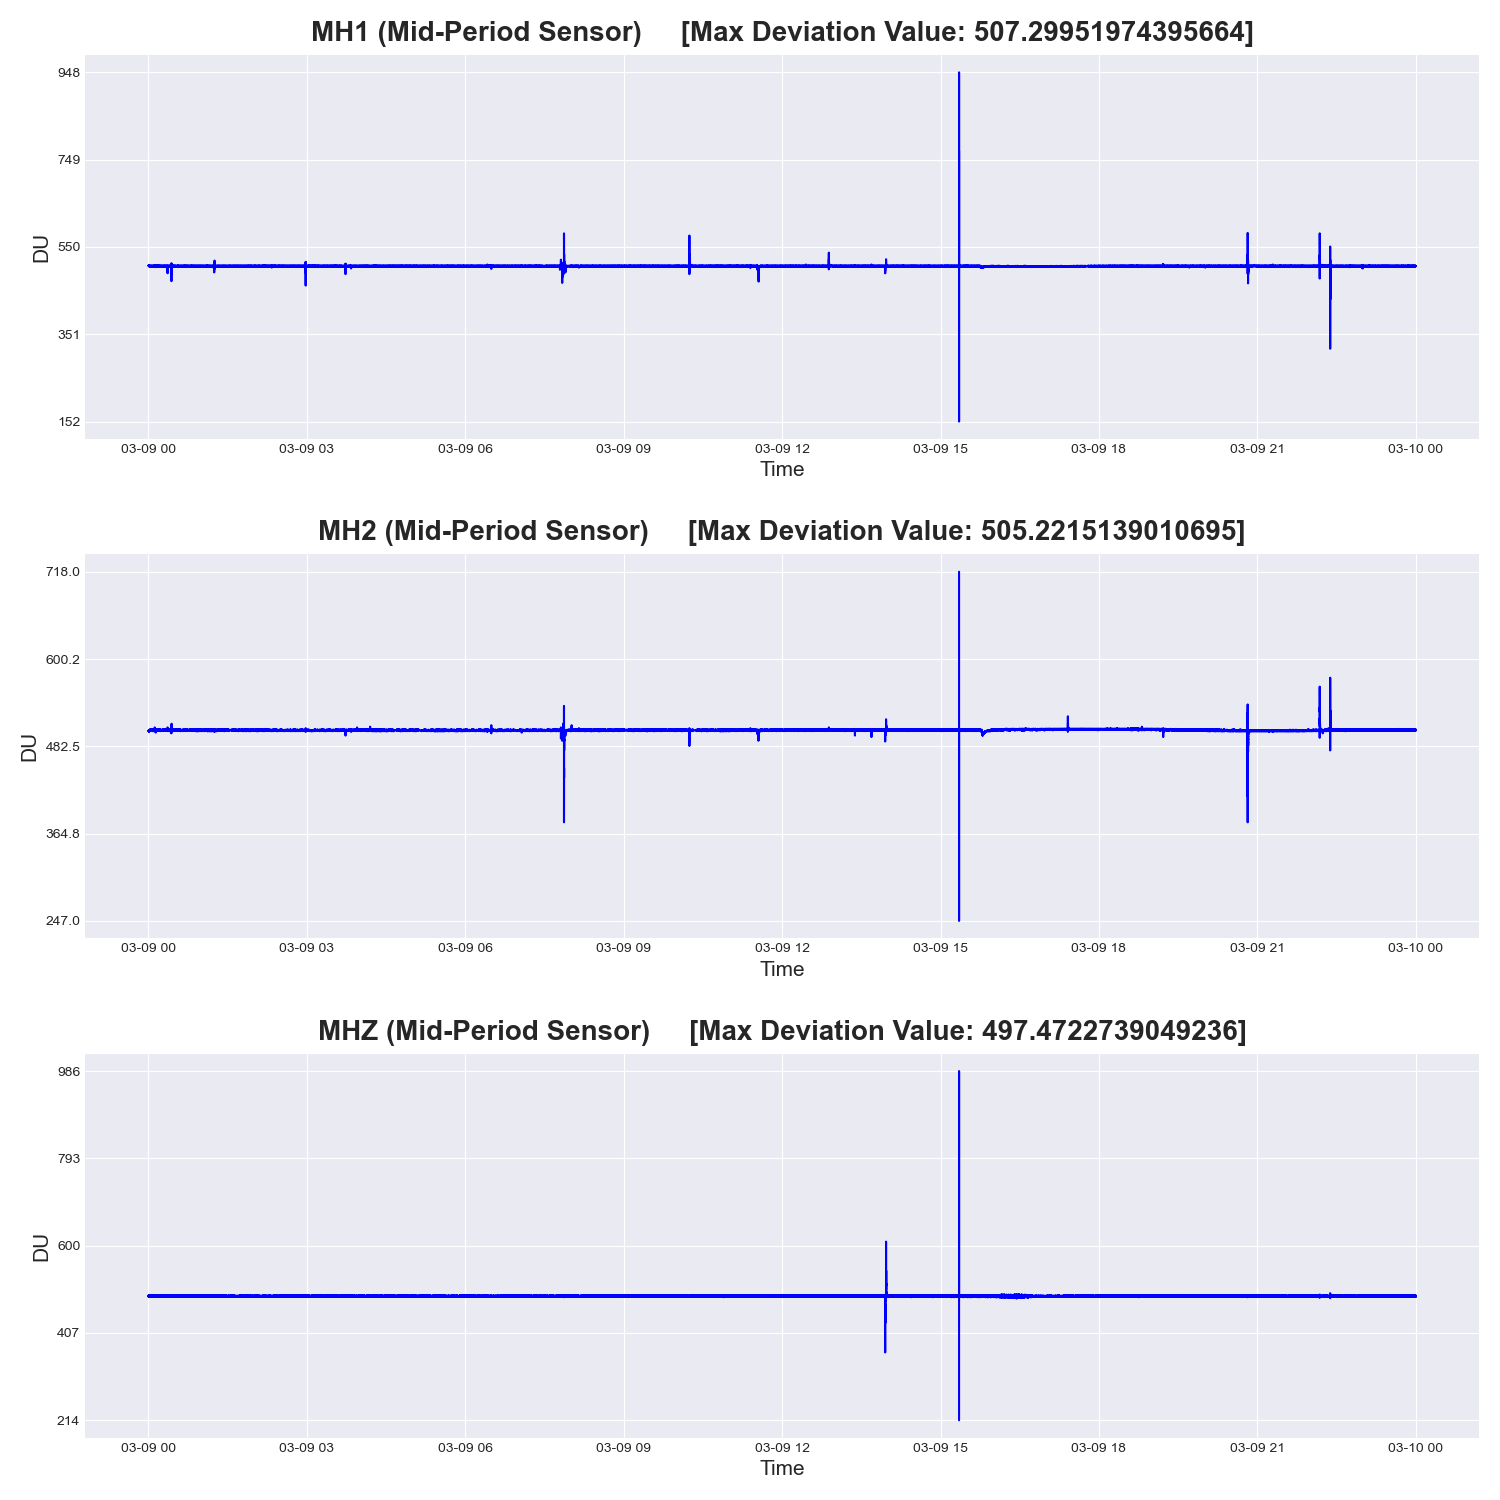 MH1 (Mid-Period Sensor) [Max Deviation Value: 507.29951974395664]
948
749
550
351
152
DU
03-09 00 03-09 03 03-09 06 03-09 09 03-09 12 03-09 15 03-09 18 03-09 21 03-10 00
Time
MH2 (Mid-Period Sensor) [Max Deviation Value: 505.2215139010695]
718.0
600.2
482.5
364.8
247.0
DU
03-09 00 03-09 03 03-09 06 03-09 09 03-09 12 03-09 15 03-09 18 03-09 21 03-10 00
Time
MHZ (Mid-Period Sensor) [Max Deviation Value: 497.4722739049236]
986
793
600
407
214
DU
03-09 00 03-09 03 03-09 06 03-09 09 03-09 12 03-09 15 03-09 18 03-09 21 03-10 00
Time